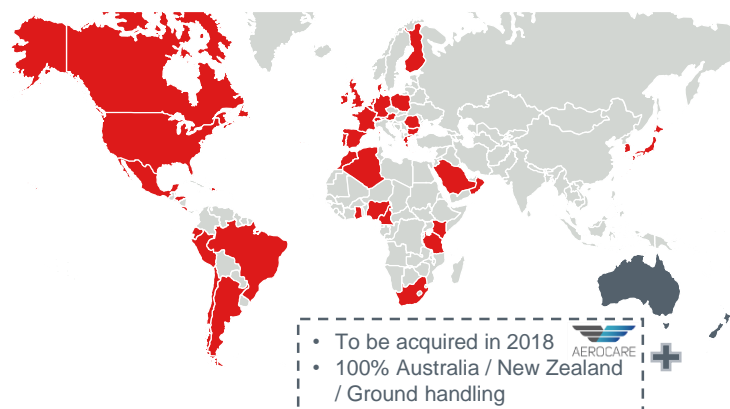 • To be acquired in 2018
AEROCARE
• 100% Australia / New Zealand
/ Ground handling